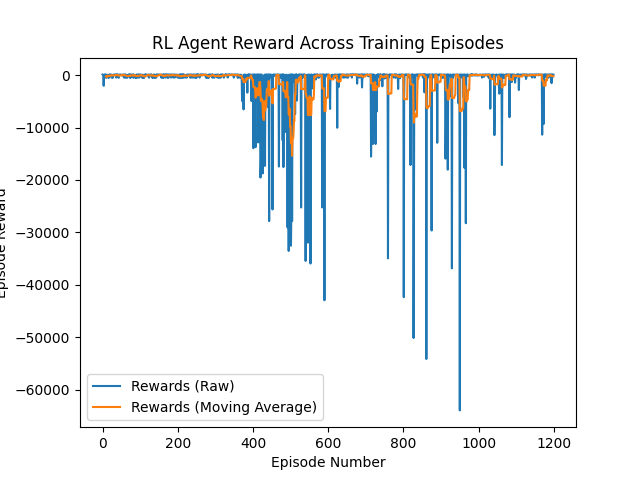 RL Agent Reward Across Training Episodes
Episode Reward
0
−10000
−20000
−30000
−40000
−50000
−60000
Rewards (Raw)
Rewards (Moving Average)
0 200 400 600 800 1000 1200
Episode Number